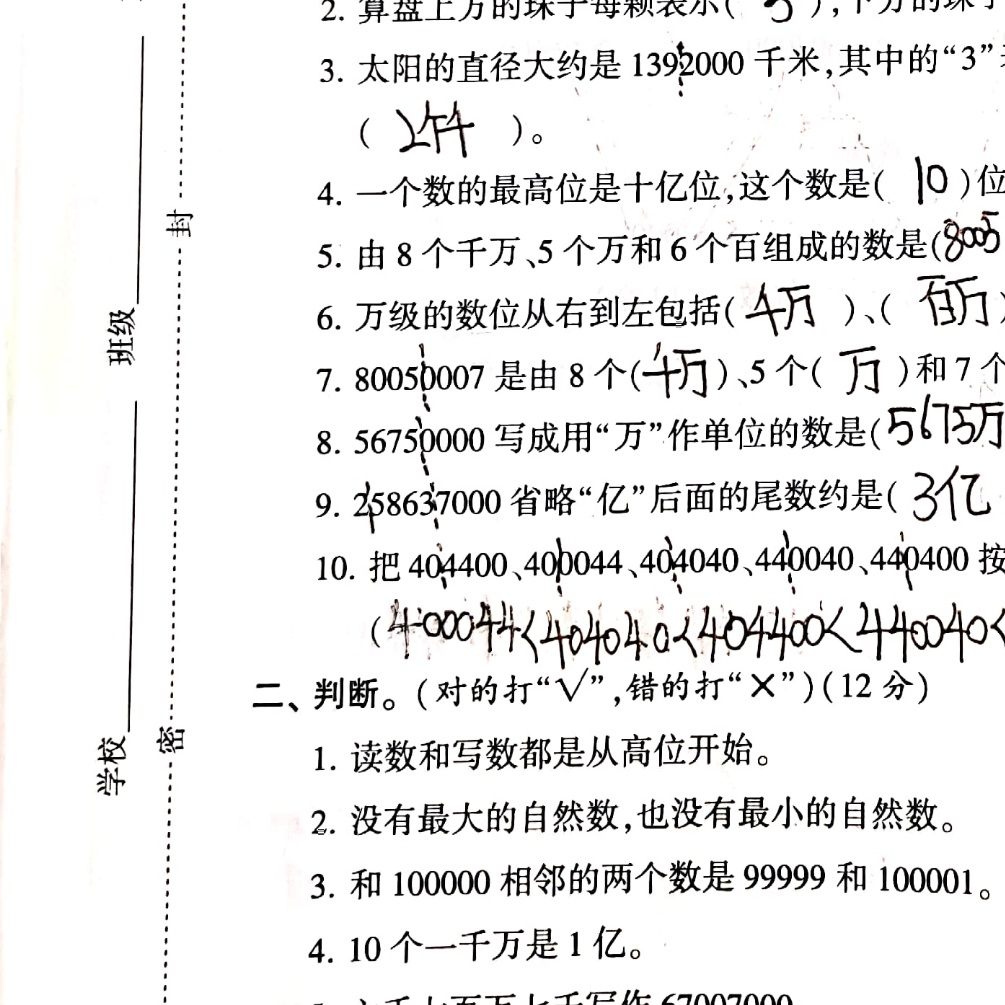 2. 算盘上方的珠子每颗表示( 5 ),下方的珠子
3. 太阳的直径大约是 1392000 千米,其中的“3”
( 2个千 )。
4. 一个数的最高位是十亿位,这个数是( 10 )位
5. 由 8 个千万、5 个万和 6 个百组成的数是(8005
6. 万级的数位从右到左包括( 千万 )、( 百万 )
7. 80050007 是由 8 个(千万)、5 个( 万 )和 7 个
8. 56750000 写成用“万”作单位的数是(5675万
9. 258637000 省略“亿”后面的尾数约是( 3亿
10. 把 404400、400044、404040、440040、440400 按
(400044<404040<404400<440040<
二、判断。(对的打“√”,错的打“×”)(12 分)
1. 读数和写数都是从高位开始。
2. 没有最大的自然数,也没有最小的自然数。
3. 和 100000 相邻的两个数是 99999 和 100001。
4. 10 个一千万是 1 亿。
67007000
学校
班级
密
封